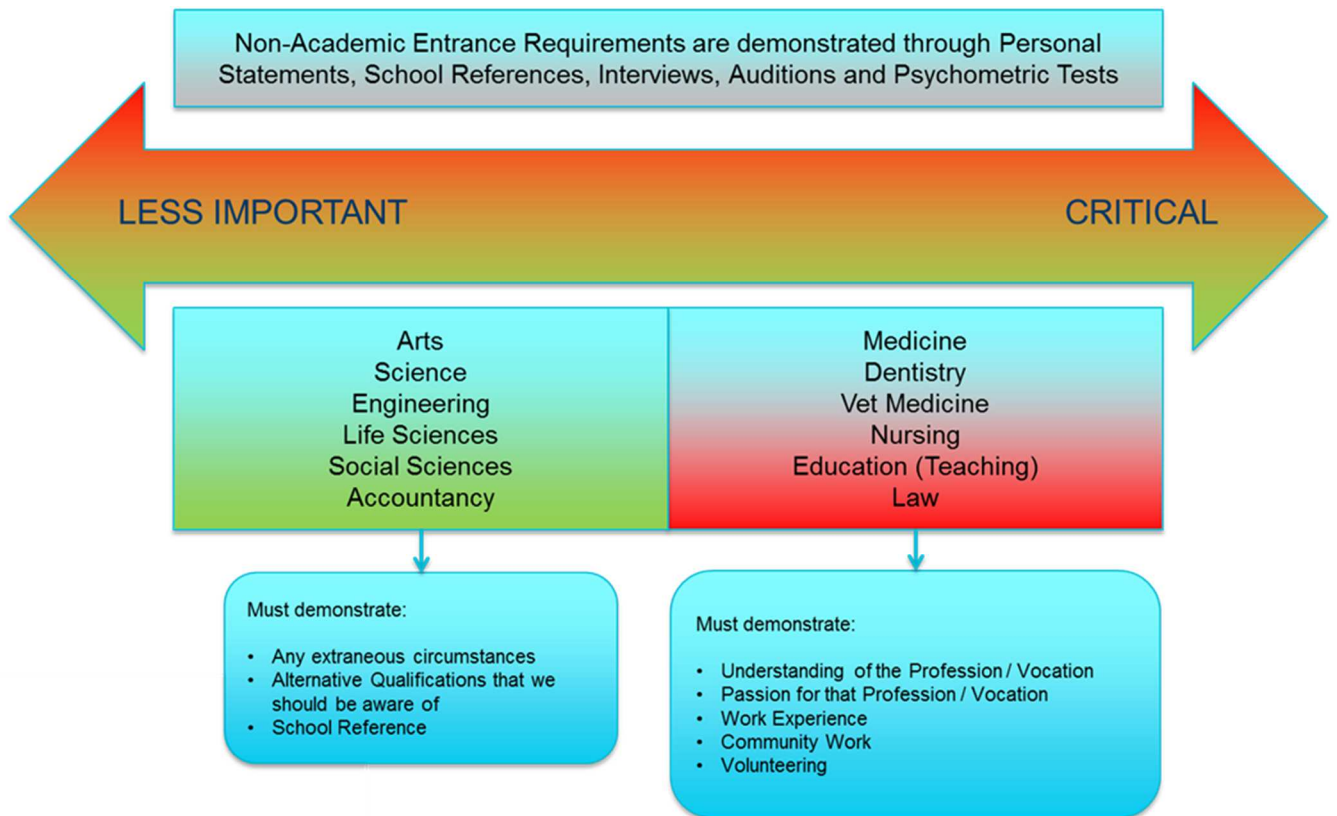 Non-Academic Entrance Requirements are demonstrated through Personal
Statements, School References, Interviews, Auditions and Psychometric Tests
LESS IMPORTANT
CRITICAL
Arts
Science
Engineering
Life Sciences
Social Sciences
Accountancy
Medicine
Dentistry
Vet Medicine
Nursing
Education (Teaching)
Law
Must demonstrate:
• Any extraneous circumstances
• Alternative Qualifications that we
should be aware of
• School Reference
Must demonstrate:
• Understanding of the Profession / Vocation
• Passion for that Profession / Vocation
• Work Experience
• Community Work
• Volunteering